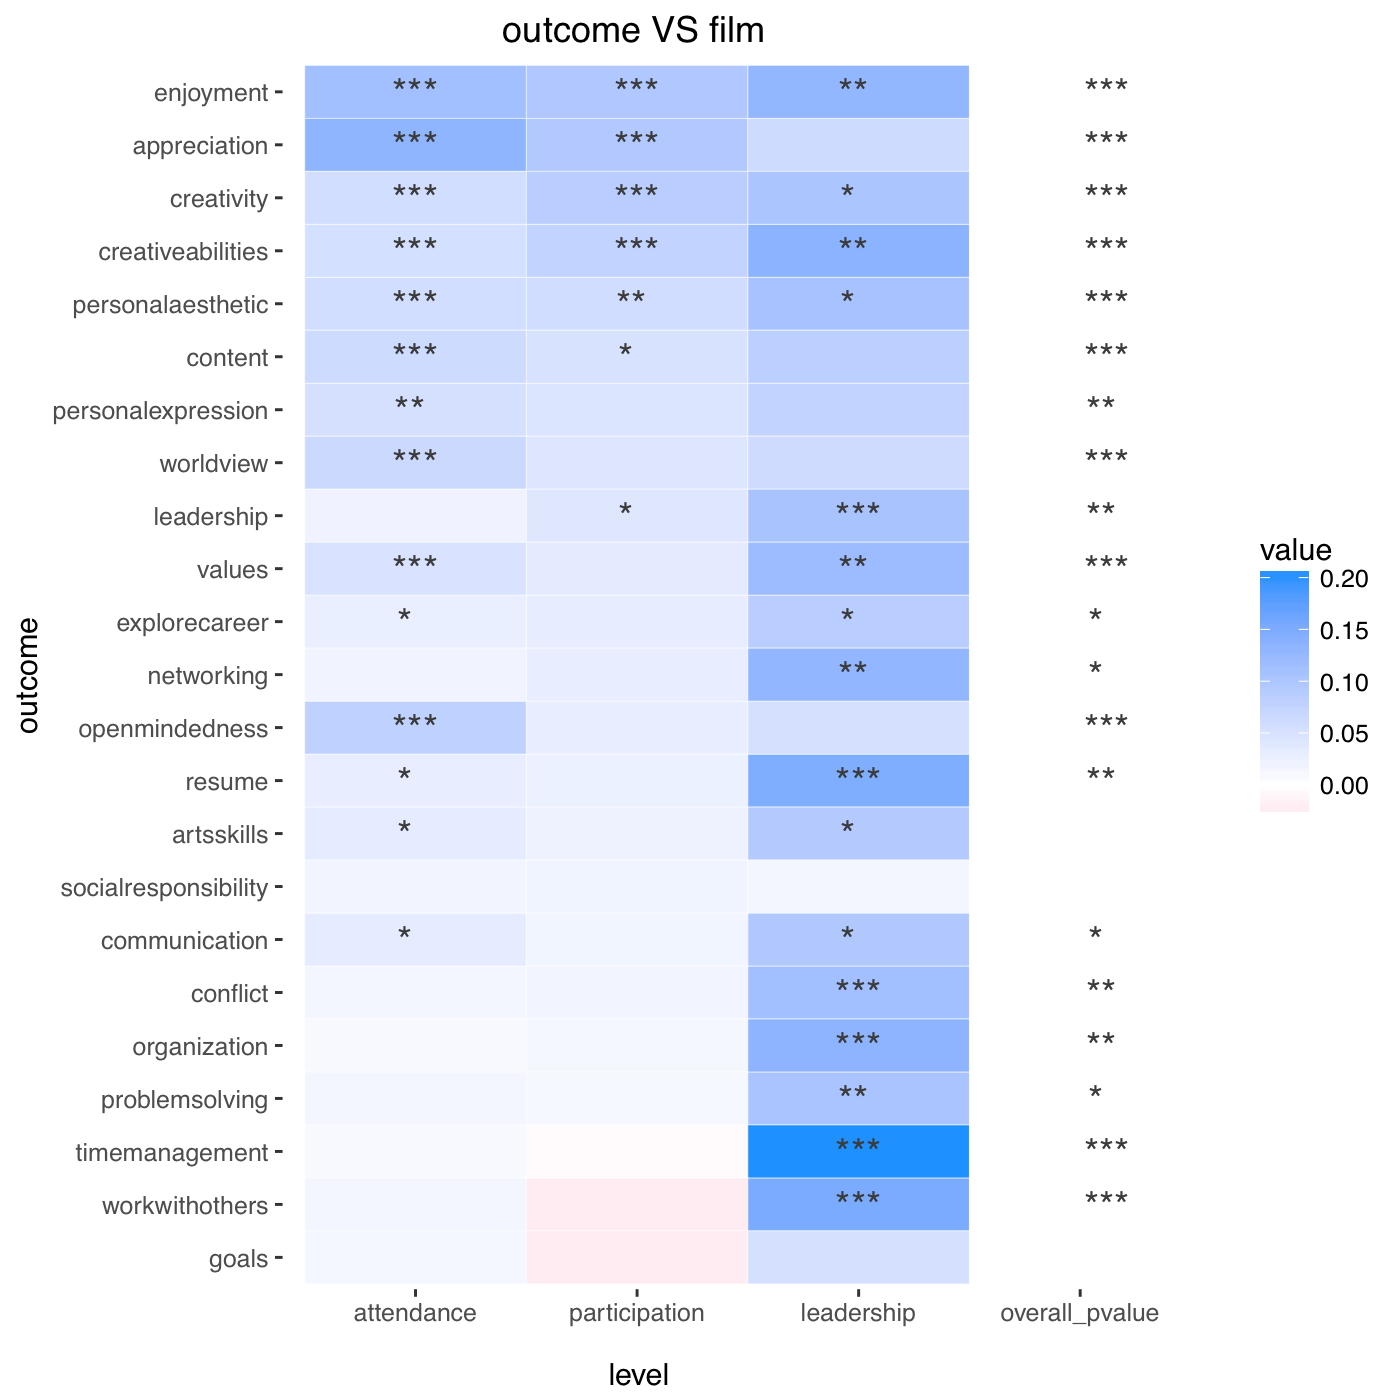 outcome VS film
enjoyment *** *** ** ***
appreciation *** *** ***
creativity *** *** * ***
creativeabilities *** *** ** ***
personalaesthetic *** ** * ***
content *** * ***
personalexpression ** **
worldview *** ***
leadership * *** **
values *** ** ***
explorecareer * * *
networking ** *
openmindedness *** ***
resume * *** **
artsskills * *
socialresponsibility
communication * * *
conflict *** **
organization *** **
problemsolving ** *
timemanagement *** ***
workwithothers *** ***
goals
outcome
attendance participation leadership overall_pvalue
level
value
0.20
0.15
0.10
0.05
0.00